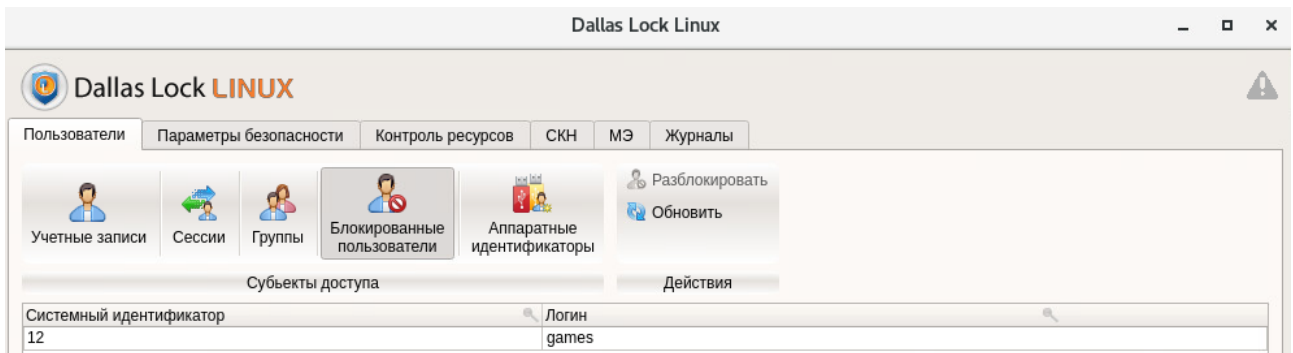 Dallas Lock Linux
Dallas Lock LINUX
Пользователи Параметры безопасности Контроль ресурсов СКН МЭ Журналы
Учетные записи Сессии Группы Блокированные пользователи Аппаратные идентификаторы
Разблокировать
Обновить
Субъекты доступа Действия
Системный идентификатор Логин
12 games